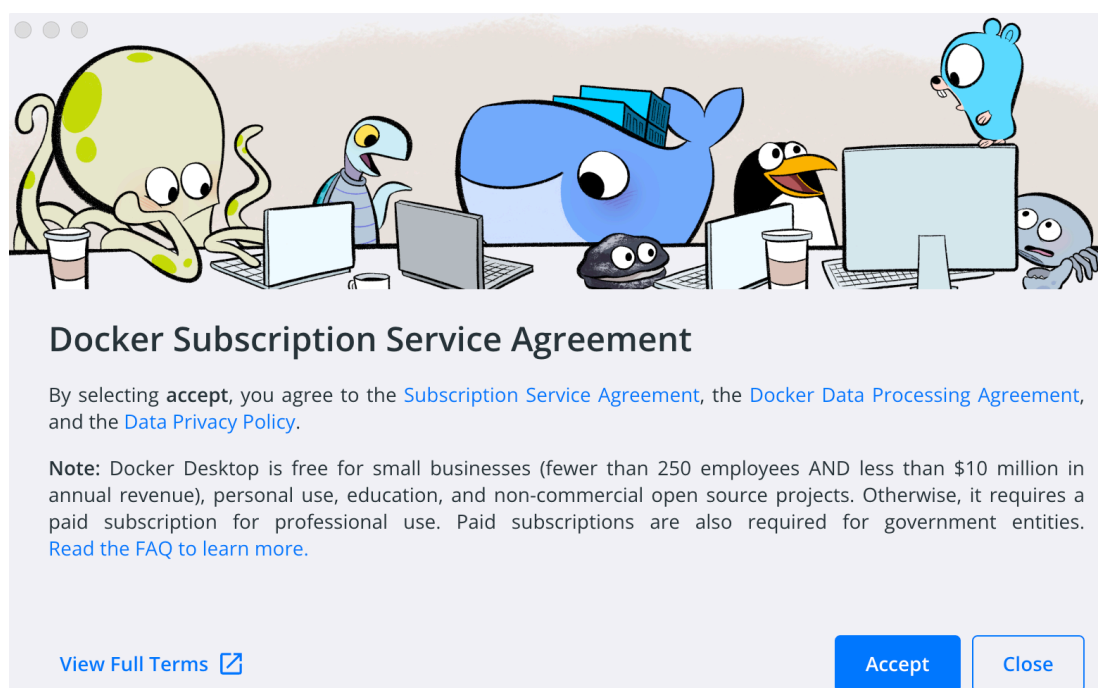 Docker Subscription Service Agreement
By selecting accept, you agree to the Subscription Service Agreement, the Docker Data Processing Agreement,
and the Data Privacy Policy.
Note: Docker Desktop is free for small businesses (fewer than 250 employees AND less than $10 million in
annual revenue), personal use, education, and non-commercial open source projects. Otherwise, it requires a
paid subscription for professional use. Paid subscriptions are also required for government entities.
Read the FAQ to learn more.
View Full Terms
Accept
Close